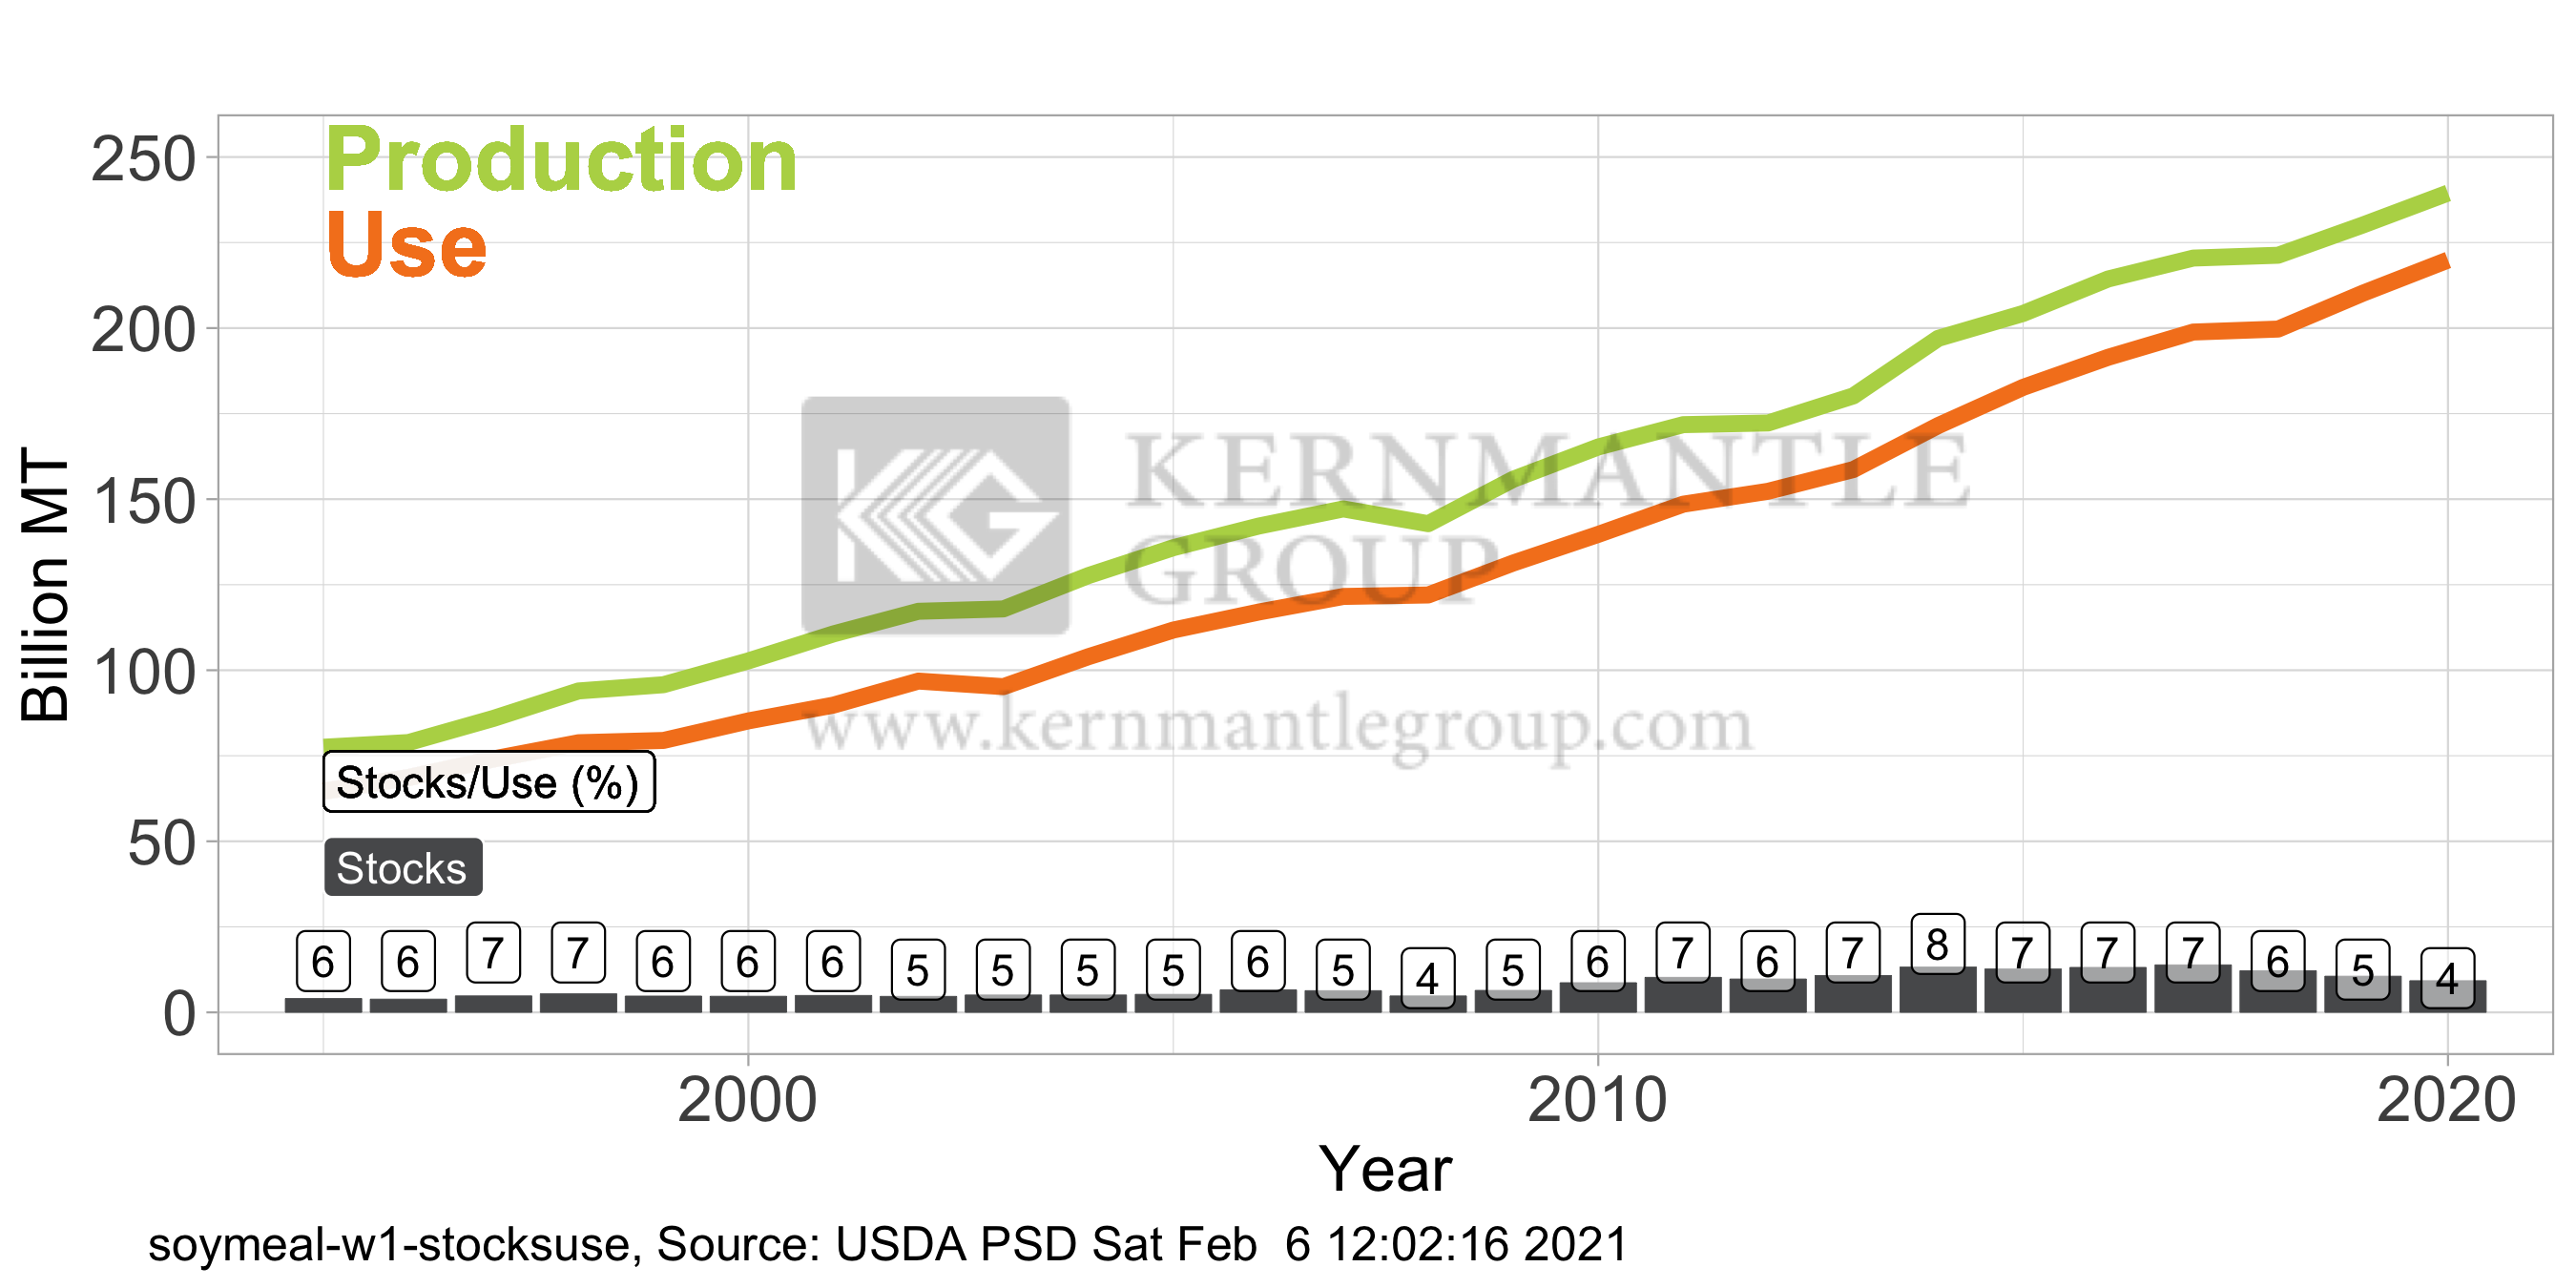 250
200
150
100
50
0
Billion MT
Production
Use
KG
KERNMANTLE
GROUP
www.kernmantlegroup.com
Stocks/Use (%)
Stocks
6 6 7 7 6 6 6 5 5 5 5 6 5 4 5 6 7 6 7 8 7 7 7 6 5 4
2000 2010 2020
Year
soymeal-w1-stocksuse, Source: USDA PSD Sat Feb  6 12:02:16 2021